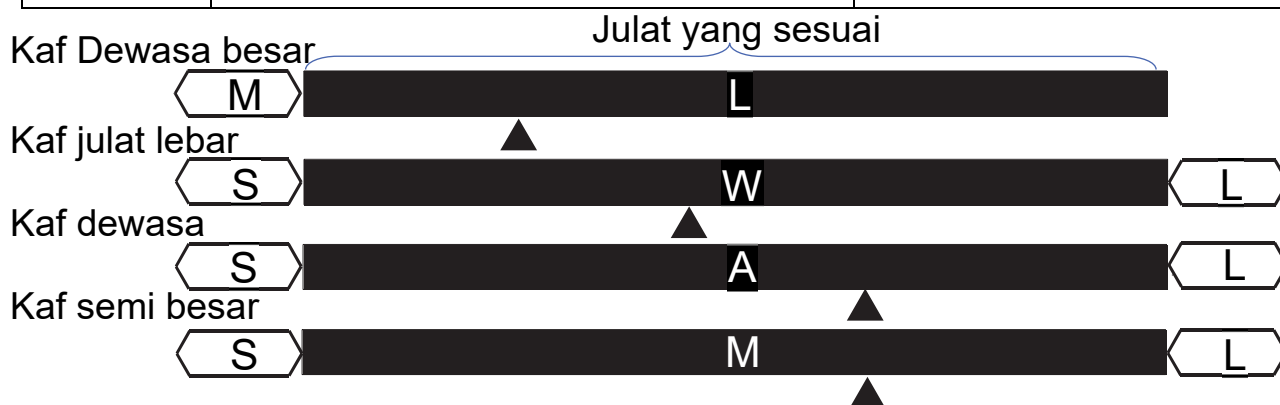 Julat yang sesuai
Kaf Dewasa besar
M L
Kaf julat lebar
S W L
Kaf dewasa
S A L
Kaf semi besar
S M L